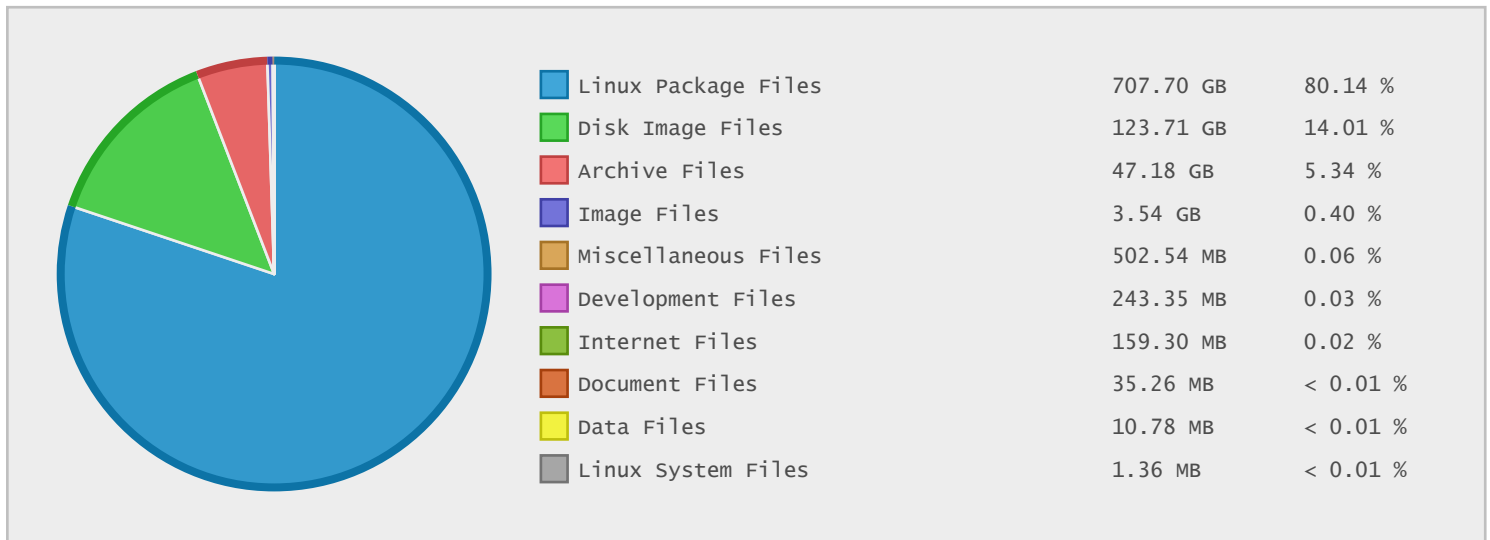 Linux Package Files 707.70 GB 80.14 %
Disk Image Files 123.71 GB 14.01 %
Archive Files 47.18 GB 5.34 %
Image Files 3.54 GB 0.40 %
Miscellaneous Files 502.54 MB 0.06 %
Development Files 243.35 MB 0.03 %
Internet Files 159.30 MB 0.02 %
Document Files 35.26 MB < 0.01 %
Data Files 10.78 MB < 0.01 %
Linux System Files 1.36 MB < 0.01 %